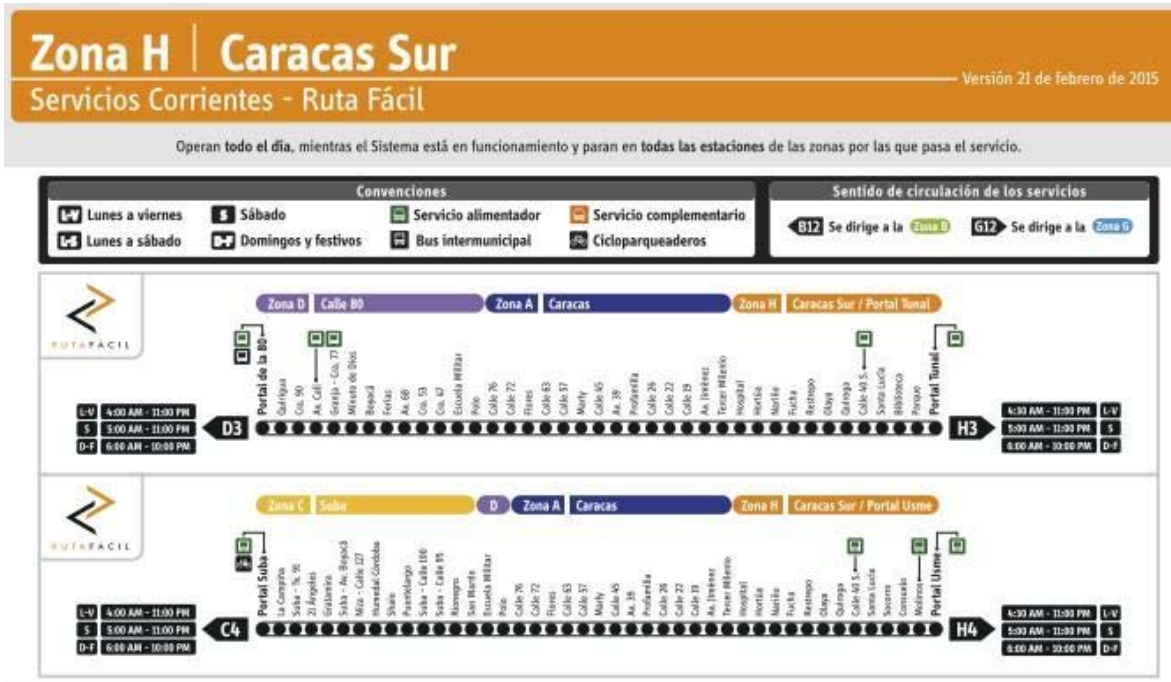 Zona H | Caracas Sur
Versión 21 de febrero de 2015
Servicios Corrientes - Ruta Fácil
Operan todo el día, mientras el Sistema está en funcionamiento y paran en todas las estaciones de las zonas por las que pasa el servicio.
Convenciones
L-V Lunes a viernes
S Sábado
Servicio alimentador
Servicio complementario
L-S Lunes a sábado
D-F Domingos y festivos
Bus intermunicipal
Cicloparqueaderos
Sentido de circulación de los servicios
B12 Se dirige a la Zona B
G12 Se dirige a la Zona G
RUTAFÁCIL
Zona D | Calle 80
Zona A | Caracas
Zona H | Caracas Sur / Portal Tunal
Portal de la 80
Quirigua
Cra. 90
Av. Cali
Granja - Cra. 77
Minuto de Dios
Boyacá
Ferias
Av. 68
Cra. 53
Cra. 47
Escuela Militar
Polo
Calle 76
Calle 72
Flores
Calle 63
Calle 57
Marly
Calle 45
Av. 39
Profamilia
Calle 26
Calle 22
Calle 19
Av. Jiménez
Tercer Milenio
Hospital
Hortúa
Nariño
Fucha
Restrepo
Olaya
Quiroga
Calle 40 S.
Santa Lucía
Biblioteca
Parque
Portal Tunal
L-V 4:00 AM - 11:00 PM
S 5:00 AM - 11:00 PM
D-F 6:00 AM - 10:00 PM
D3
H3
4:30 AM - 11:00 PM L-V
5:00 AM - 11:00 PM S
6:00 AM - 10:00 PM D-F
RUTAFÁCIL
Zona C | Suba
D
Zona A | Caracas
Zona H | Caracas Sur / Portal Usme
Portal Suba
La Campiña
Suba - Tv. 91
21 Ángeles
Gratamira
Suba - Av. Boyacá
Niza - Calle 127
Humedal Córdoba
Shaio
Puentelargo
Suba - Calle 100
Suba - Calle 95
Rionegro
San Martín
Escuela Militar
Polo
Calle 76
Calle 72
Flores
Calle 63
Calle 57
Marly
Calle 45
Av. 39
Profamilia
Calle 26
Calle 22
Calle 19
Av. Jiménez
Tercer Milenio
Hospital
Hortúa
Nariño
Fucha
Restrepo
Olaya
Quiroga
Calle 40 S.
Santa Lucía
Socorro
Consuelo
Molinos
Portal Usme
L-V 4:00 AM - 11:00 PM
S 5:00 AM - 11:00 PM
D-F 6:00 AM - 10:00 PM
C4
H4
4:30 AM - 11:00 PM L-V
5:00 AM - 11:00 PM S
6:00 AM - 10:00 PM D-F